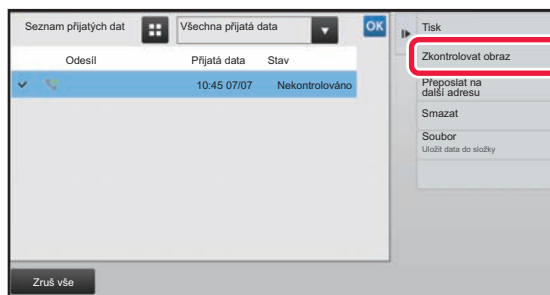 Seznam přijatých dat
Všechna přijatá data
OK
Odesíl
Přijatá data
Stav
10:45 07/07
Nekontrolováno
Zruš vše
Tisk
Zkontrolovat obraz
Přeposlat na
další adresu
Smazat
Soubor
Uložit data do složky